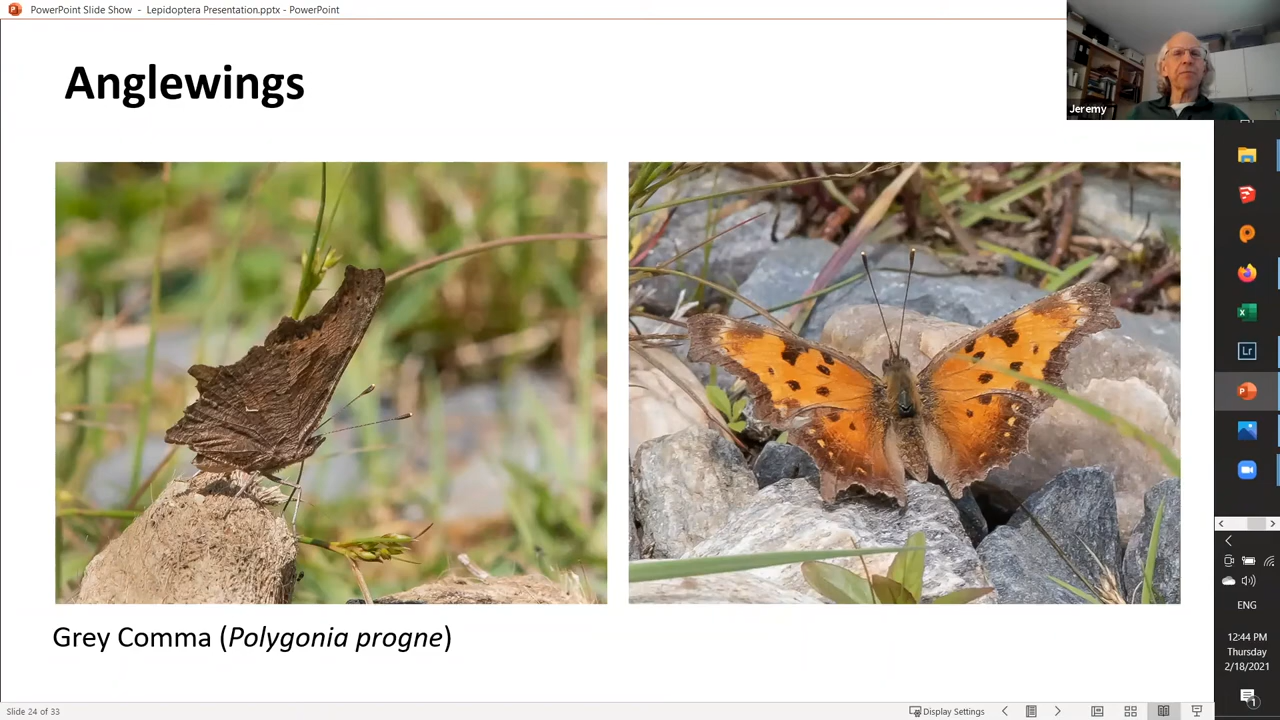 PowerPoint Slide Show - Lepidoptera Presentation.pptx - PowerPoint
Anglewings
Jeremy
Grey Comma (Polygonia progne)
ENG
12:44 PM
Thursday
2/18/2021
1
Slide 24 of 33
Display Settings